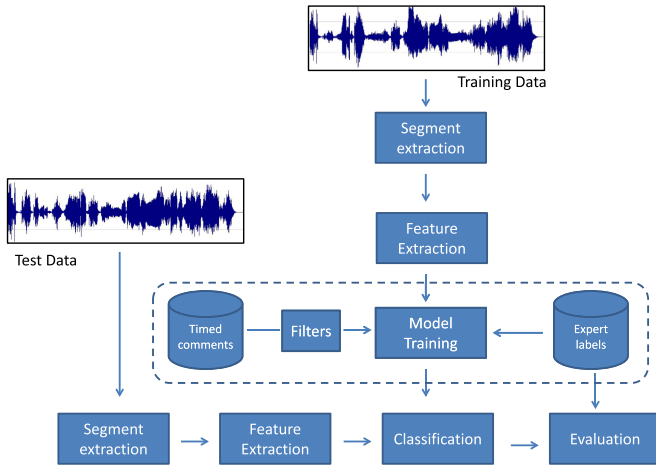 Training Data
Segment
extraction
Feature
Extraction
Test Data
Timed
comments
Filters
Model
Training
Expert
labels
Segment
extraction
Feature
Extraction
Classification
Evaluation